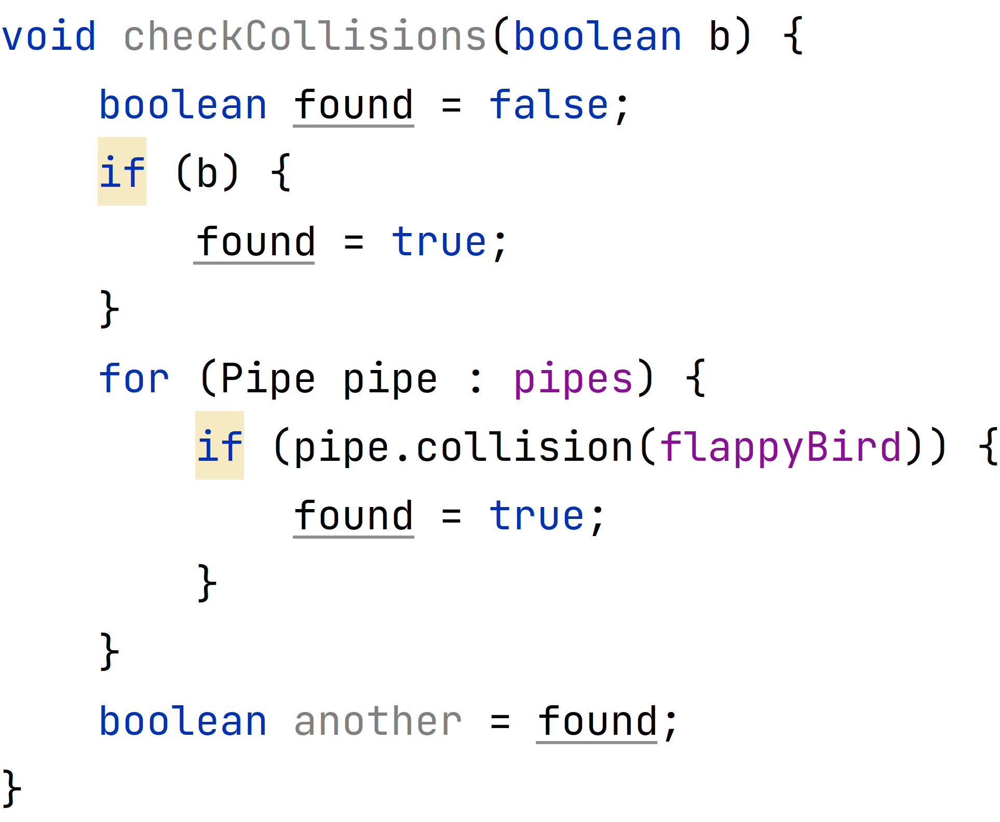 void checkCollisions(boolean b) {
    boolean found = false;
    if (b) {
        found = true;
    }
    for (Pipe pipe : pipes) {
        if (pipe.collision(flappyBird)) {
            found = true;
        }
    }
    boolean another = found;
}